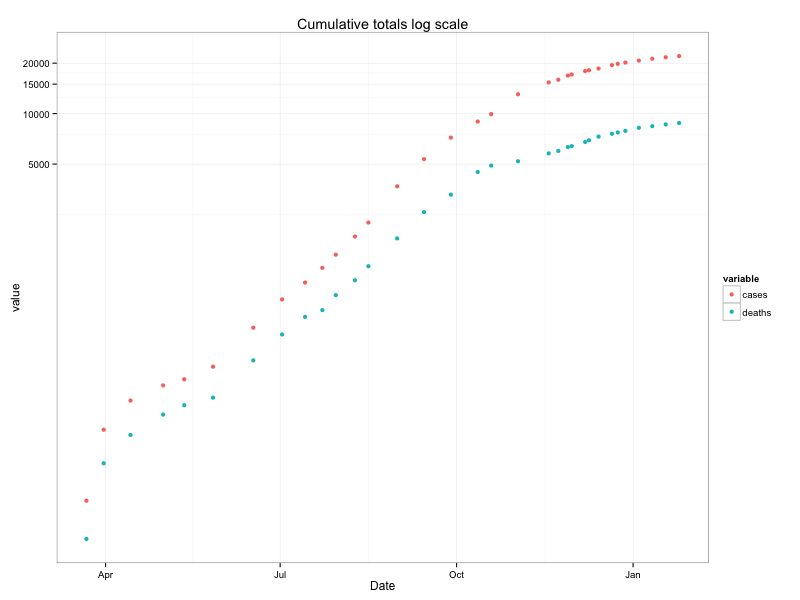 Cumulative totals log scale
20000
15000
10000
5000
value
Apr
Jul
Oct
Jan
Date
variable
cases
deaths